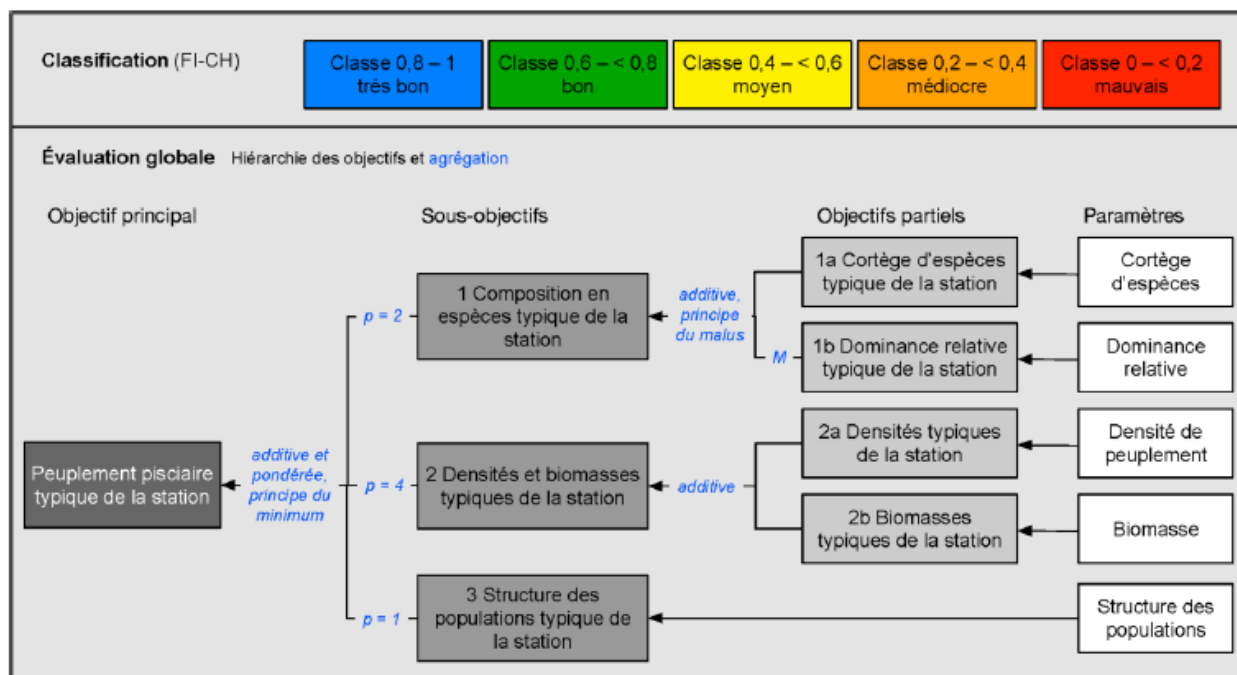 Classification (FI-CH)
Classe 0,8 – 1
très bon
Classe 0,6 – < 0,8
bon
Classe 0,4 – < 0,6
moyen
Classe 0,2 – < 0,4
médiocre
Classe 0 – < 0,2
mauvais
Évaluation globale Hiérarchie des objectifs et agrégation
Objectif principal
Sous-objectifs
Objectifs partiels
Paramètres
Peuplement pisciaire
typique de la station
additive et
pondérée,
principe du
minimum
p = 2
1 Composition en
espèces typique de la
station
additive,
principe
du malus
M
1a Cortège d'espèces
typique de la station
Cortège
d'espèces
1b Dominance relative
typique de la station
Dominance
relative
p = 4
2 Densités et biomasses
typiques de la station
additive
2a Densités typiques
de la station
Densité de
peuplement
2b Biomasses
typiques de la station
Biomasse
p = 1
3 Structure des
populations typique de
la station
Structure des
populations